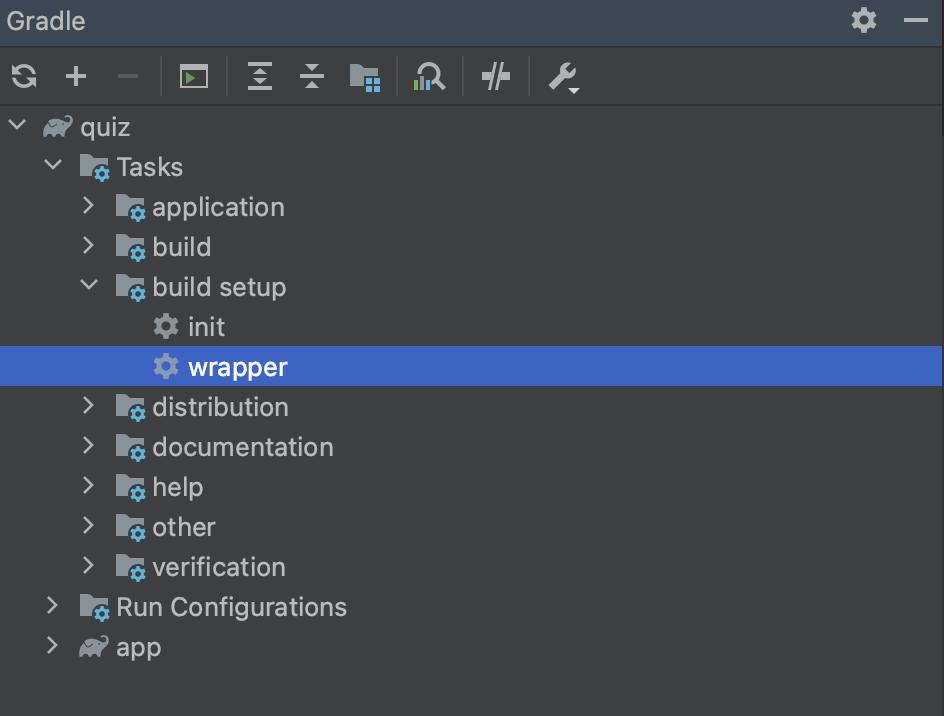 Gradle
quiz
Tasks
application
build
build setup
init
wrapper
distribution
documentation
help
other
verification
Run Configurations
app